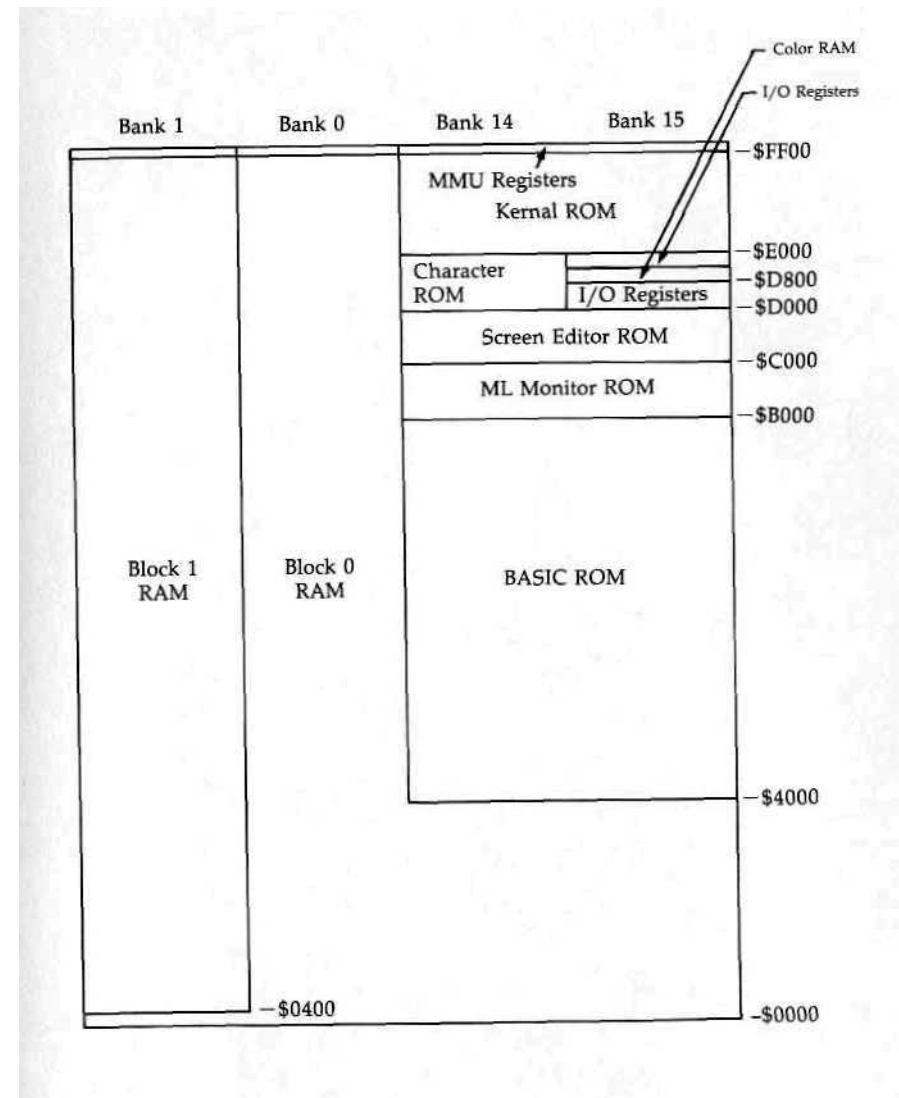 Color RAM
I/O Registers
Bank 1 Bank 0 Bank 14 Bank 15
–$FF00
MMU Registers
Kernal ROM
–$E000
Character
ROM
–$D800
I/O Registers
–$D000
Screen Editor ROM
–$C000
ML Monitor ROM
–$B000
Block 1
RAM
Block 0
RAM
BASIC ROM
–$4000
–$0400
–$0000